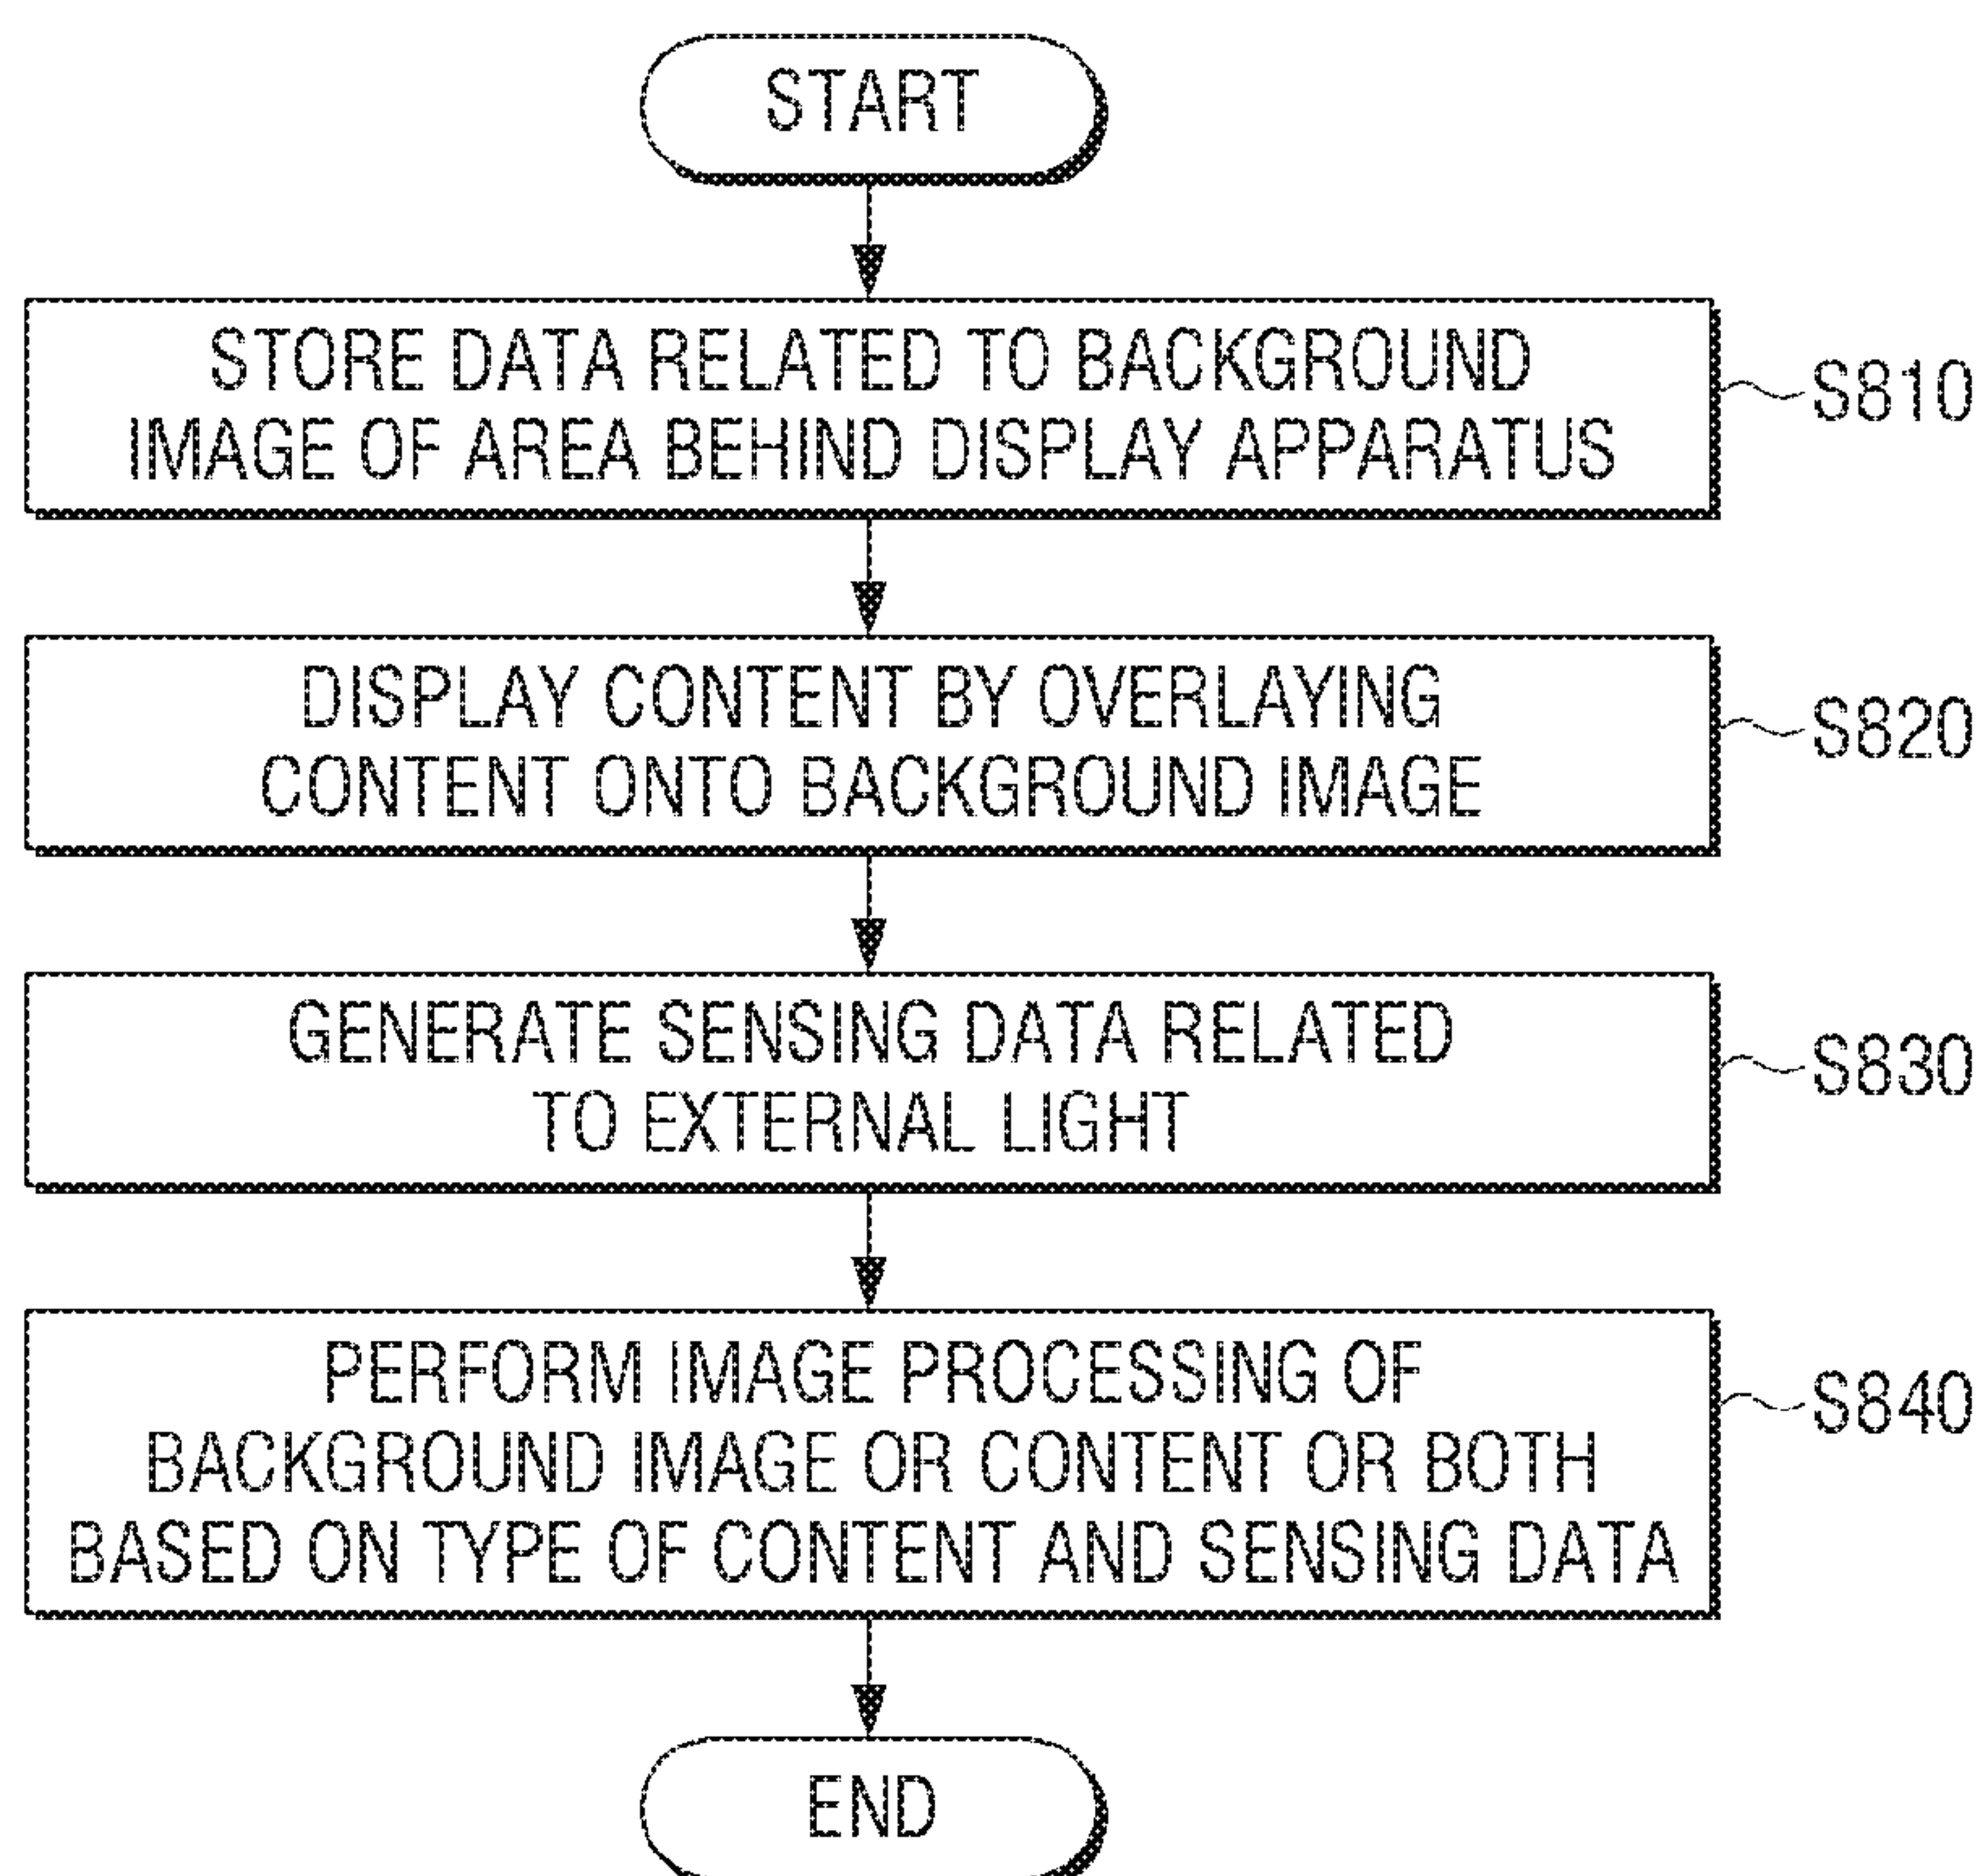 START
STORE DATA RELATED TO BACKGROUND
IMAGE OF AREA BEHIND DISPLAY APPARATUS
S810
DISPLAY CONTENT BY OVERLAYING
CONTENT ONTO BACKGROUND IMAGE
S820
GENERATE SENSING DATA RELATED
TO EXTERNAL LIGHT
S830
PERFORM IMAGE PROCESSING OF
BACKGROUND IMAGE OR CONTENT OR BOTH
BASED ON TYPE OF CONTENT AND SENSING DATA
S840
END